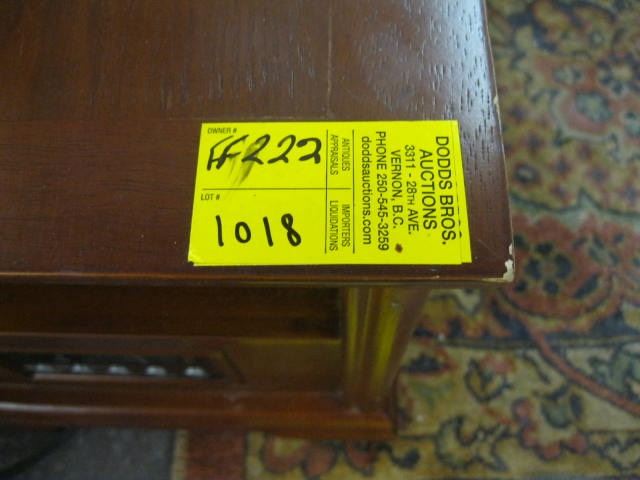 OWNER #
FF222
LOT #
1018
ANTIQUES
APPRAISALS
IMPORTERS
LIQUIDATIONS
DODDS BROS.
AUCTIONS
3311 - 28TH AVE.
VERNON, B.C.
PHONE 250-545-3259
doddsauctions.com